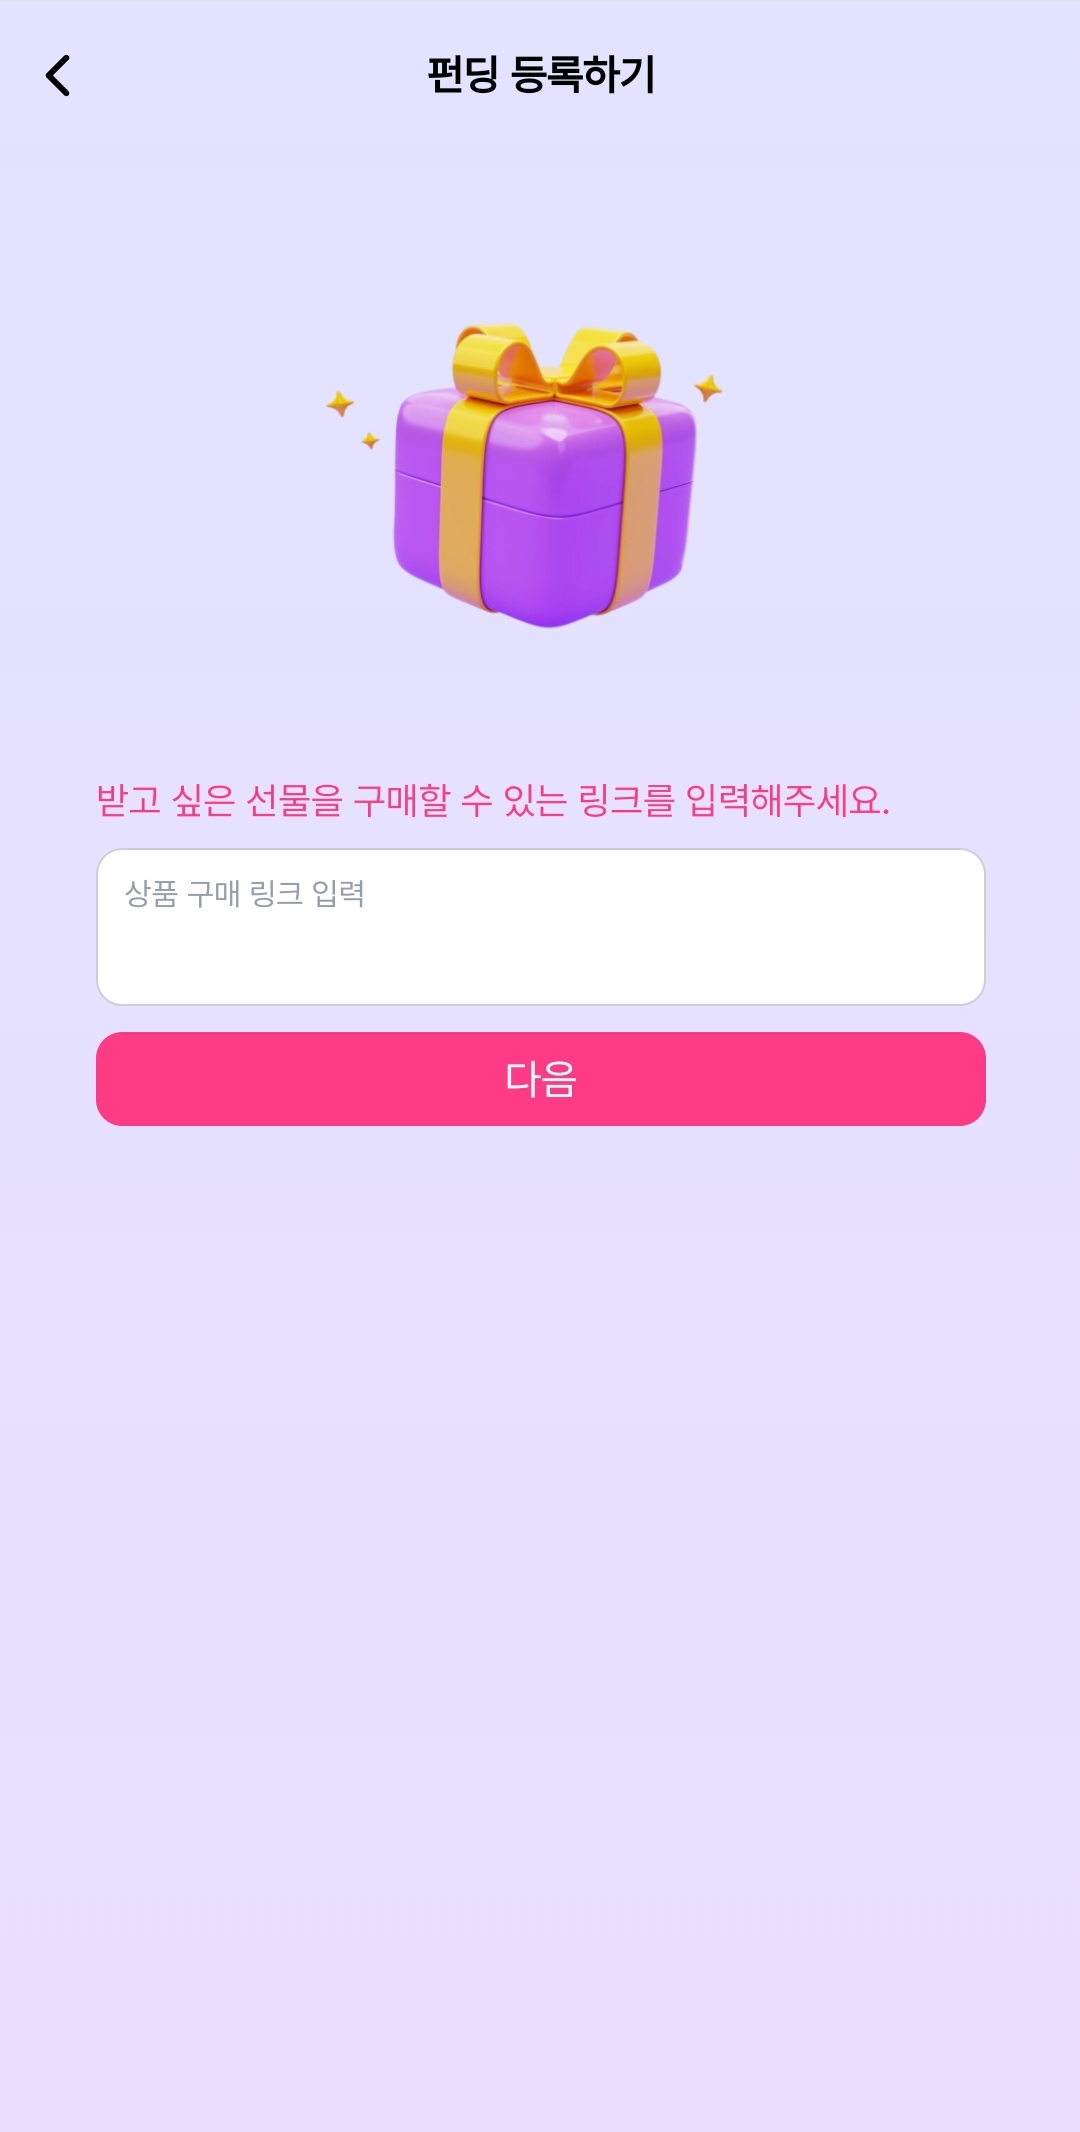 펀딩 등록하기
받고 싶은 선물을 구매할 수 있는 링크를 입력해주세요.
상품 구매 링크 입력
다음